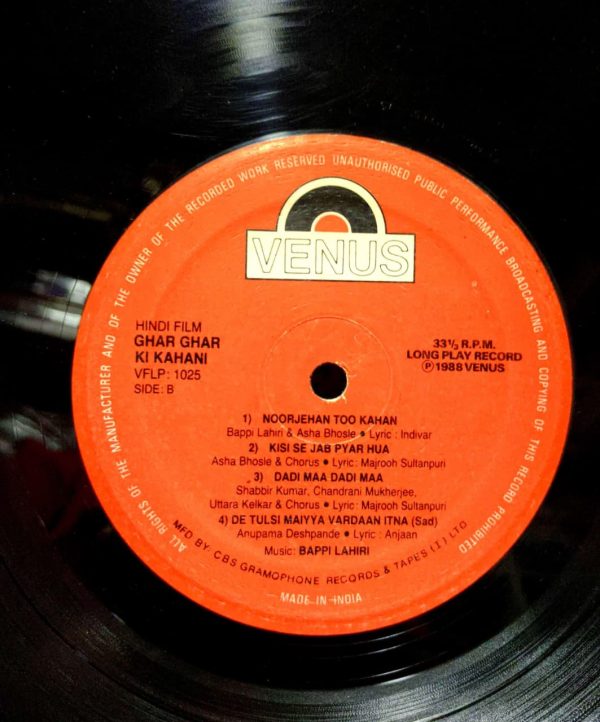 ALL RIGHTS OF THE MANUFACTURER AND OF THE OWNER OF THE RECORDED WORK RESERVED UNAUTHORISED PUBLIC PERFORMANCE BROADCASTING AND COPYING OF THIS RECORD PROHIBITED
VENUS
HINDI FILM
GHAR GHAR
KI KAHANI
VFLP: 1025
SIDE: B
33⅓ R.P.M.
LONG PLAY RECORD
Ⓟ 1988 VENUS
1) NOORJEHAN TOO KAHAN
Bappi Lahiri & Asha Bhosle ● Lyric : Indivar
2) KISI SE JAB PYAR HUA
Asha Bhosle & Chorus ● Lyric: Majrooh Sultanpuri
3) DADI MAA DADI MAA
Shabbir Kumar, Chandrani Mukherjee,
Uttara Kelkar & Chorus ● Lyric : Majrooh Sultanpuri
4) DE TULSI MAIYYA VARDAAN ITNA (Sad)
Anupama Deshpande ● Lyric : Anjaan
Music: BAPPI LAHIRI
MFD BY: CBS GRAMOPHONE RECORDS & TAPES (I) LTD
MADE IN INDIA